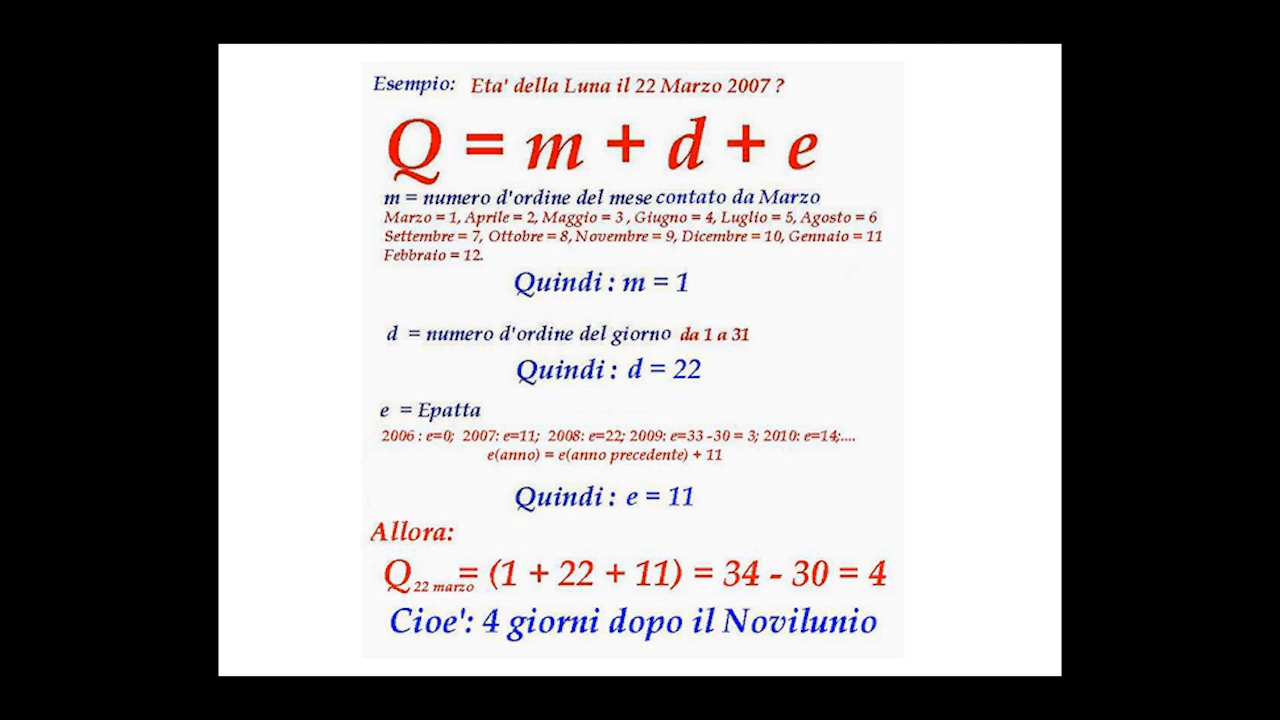 Esempio: Eta' della Luna il 22 Marzo 2007 ?
Q = m + d + e
m = numero d'ordine del mese contato da Marzo
Marzo = 1, Aprile = 2, Maggio = 3 , Giugno = 4, Luglio = 5, Agosto = 6
Settembre = 7, Ottobre = 8, Novembre = 9, Dicembre = 10, Gennaio = 11
Febbraio = 12.
Quindi : m = 1
d = numero d'ordine del giorno da 1 a 31
Quindi : d = 22
e = Epatta
2006 : e=0; 2007: e=11; 2008: e=22; 2009: e=33 -30 = 3; 2010: e=14;....
e(anno) = e(anno precedente) + 11
Quindi : e = 11
Allora:
Q 22 marzo = (1 + 22 + 11) = 34 - 30 = 4
Cioe': 4 giorni dopo il Novilunio